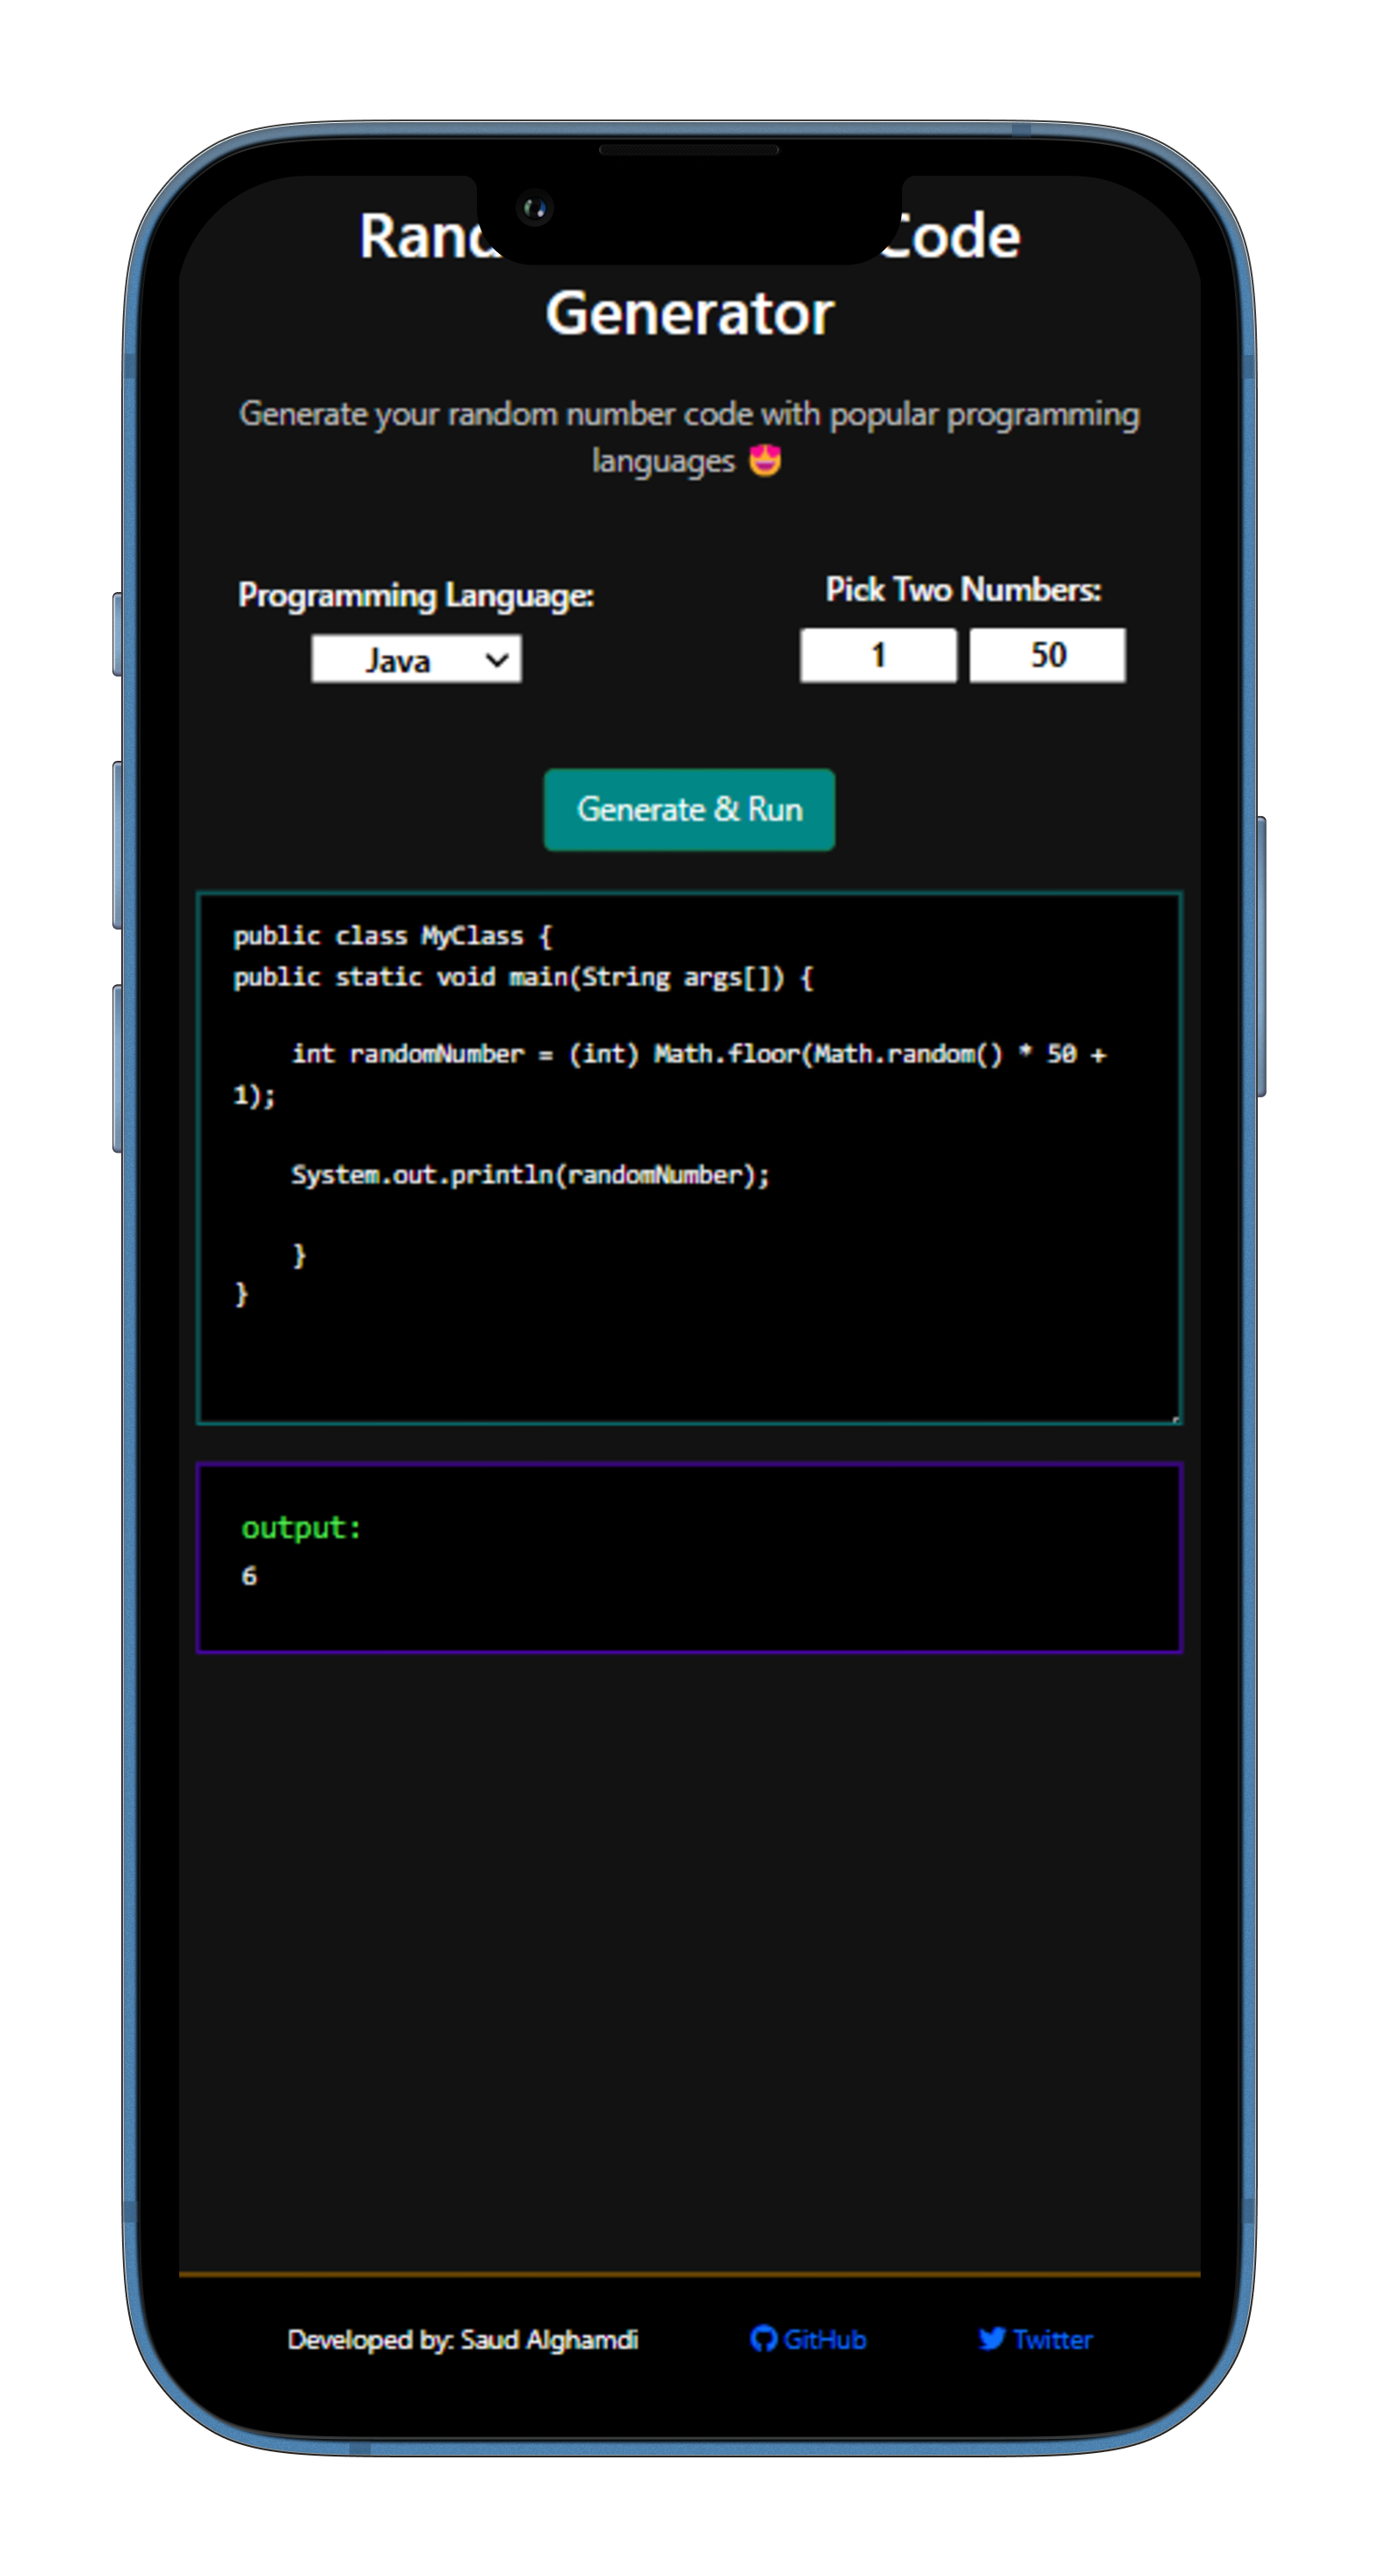 Code
Generator
Generate your random number code with popular programming
languages 🤩
Programming Language:
Pick Two Numbers:
Java
1
50
Generate & Run
public class MyClass {
public static void main(String args[]) {
    int randomNumber = (int) Math.floor(Math.random() * 50 +
1);
    System.out.println(randomNumber);
    }
}
output:
6
Developed by: Saud Alghamdi
GitHub
Twitter